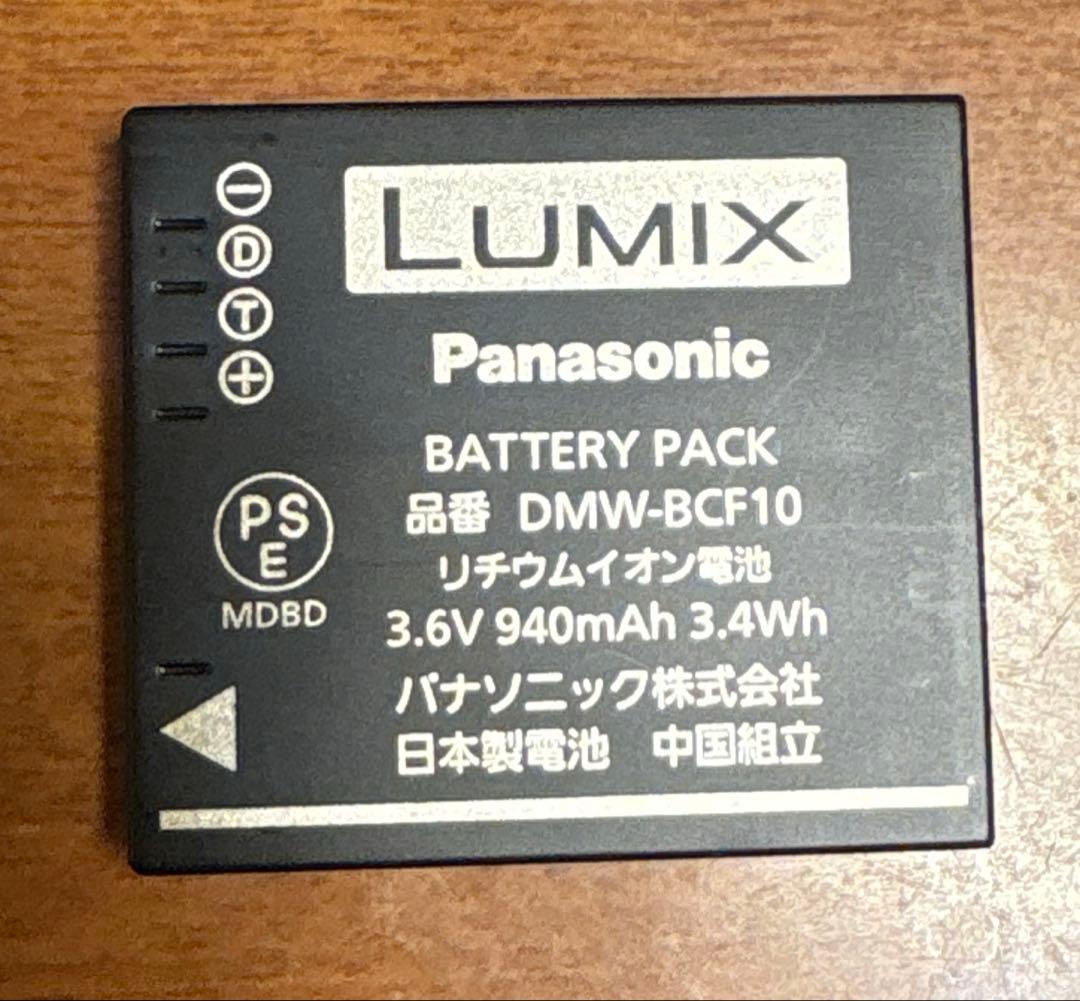 LUMIX
Panasonic
BATTERY PACK
品番 DMW-BCF10
リチウムイオン電池
3.6V 940mAh 3.4Wh
パナソニック株式会社
日本製電池 中国組立
⊖
D
T
⊕
PS
E
MDBD